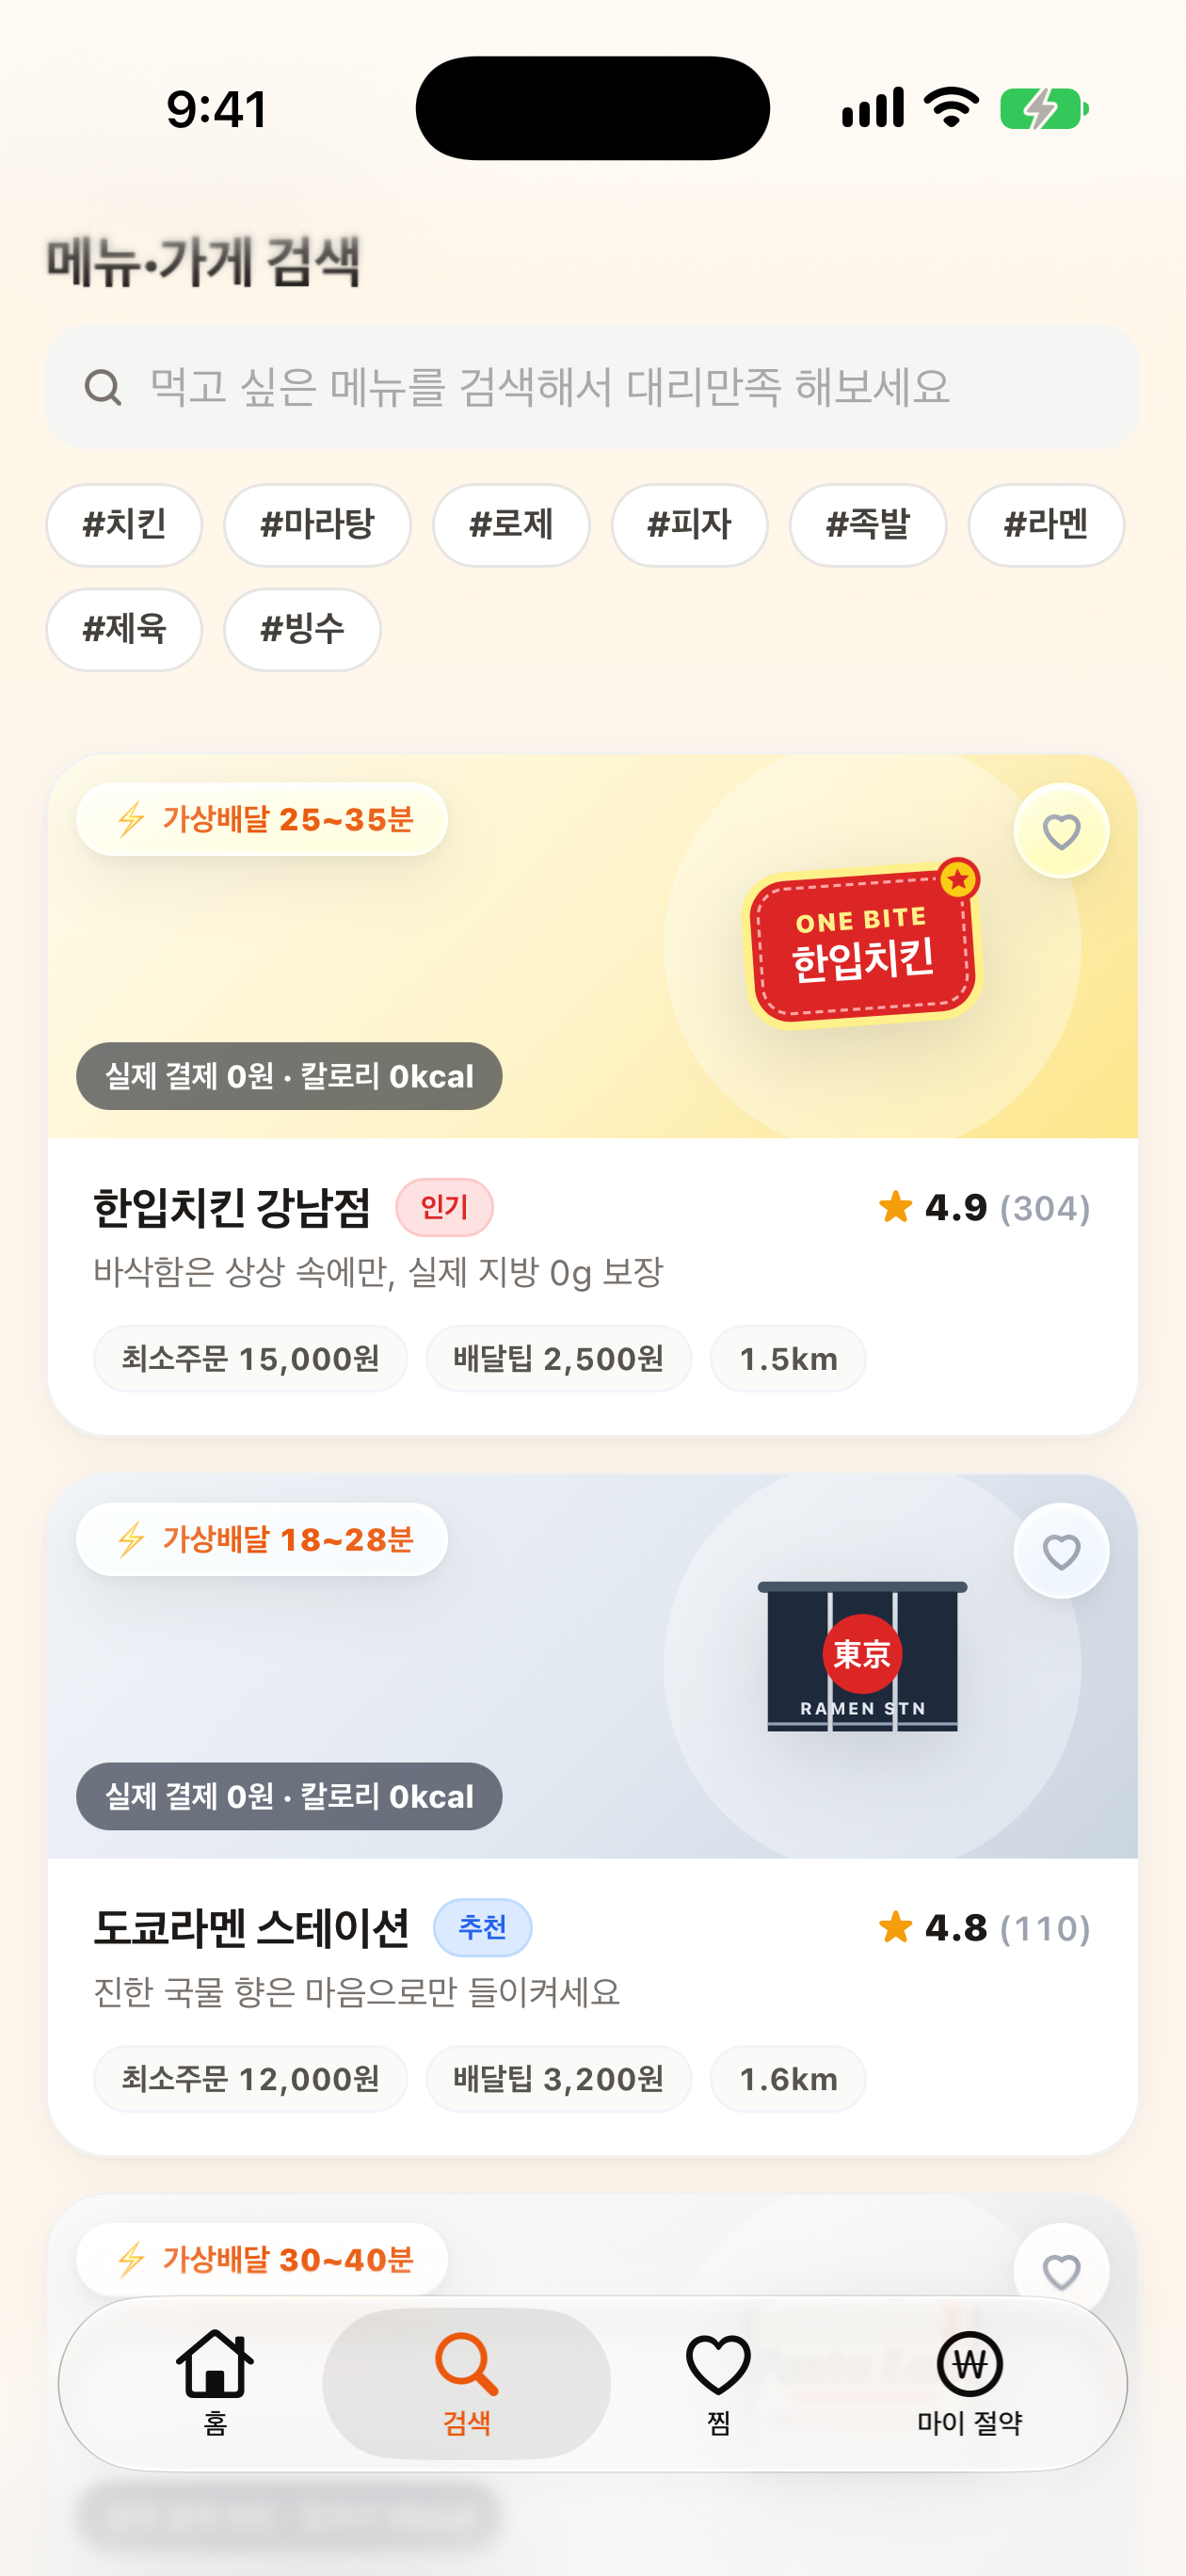 9:41
메뉴·가게 검색
먹고 싶은 메뉴를 검색해서 대리만족 해보세요
#치킨 #마라탕 #로제 #피자 #족발 #라멘
#제육 #빙수
가상배달 25~35분
ONE BITE
한입치킨
실제 결제 0원 · 칼로리 0kcal
한입치킨 강남점 인기 4.9 (304)
바삭함은 상상 속에만, 실제 지방 0g 보장
최소주문 15,000원 배달팁 2,500원 1.5km
가상배달 18~28분
東京
RAMEN STN
실제 결제 0원 · 칼로리 0kcal
도쿄라멘 스테이션 추천 4.8 (110)
진한 국물 향은 마음으로만 들이켜세요
최소주문 12,000원 배달팁 3,200원 1.6km
가상배달 30~40분
홈 검색 찜 마이 절약